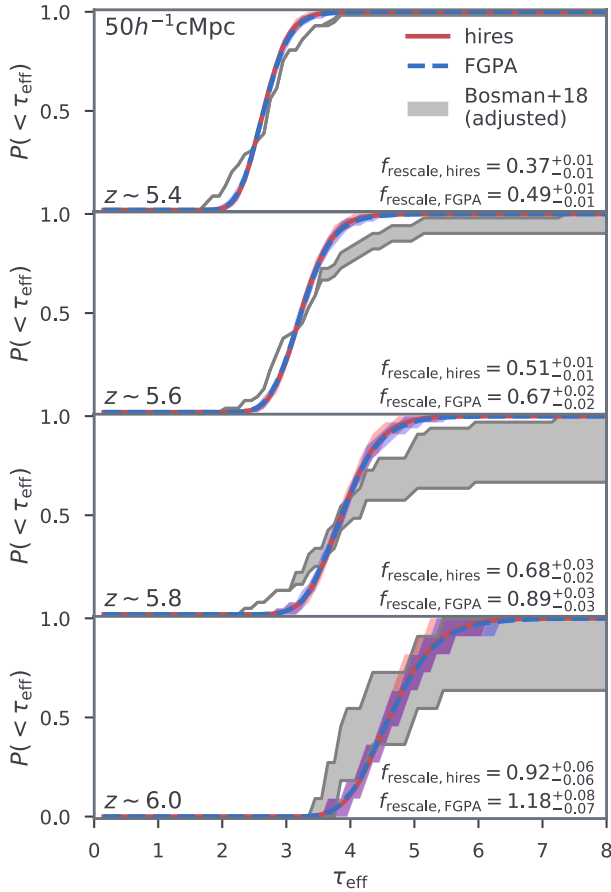 50h⁻¹cMpc
hires
FGPA
Bosman+18
(adjusted)
1.0
0.5
P(< τ_eff)
f_rescale, hires = 0.37^{+0.01}_{-0.01}
f_rescale, FGPA = 0.49^{+0.01}_{-0.01}
z ~ 5.4
1.0
0.5
P(< τ_eff)
f_rescale, hires = 0.51^{+0.01}_{-0.01}
f_rescale, FGPA = 0.67^{+0.02}_{-0.02}
z ~ 5.6
1.0
0.5
P(< τ_eff)
f_rescale, hires = 0.68^{+0.03}_{-0.02}
f_rescale, FGPA = 0.89^{+0.03}_{-0.03}
z ~ 5.8
1.0
0.5
0.0
P(< τ_eff)
f_rescale, hires = 0.92^{+0.06}_{-0.06}
f_rescale, FGPA = 1.18^{+0.08}_{-0.07}
z ~ 6.0
0 1 2 3 4 5 6 7 8
τ_eff